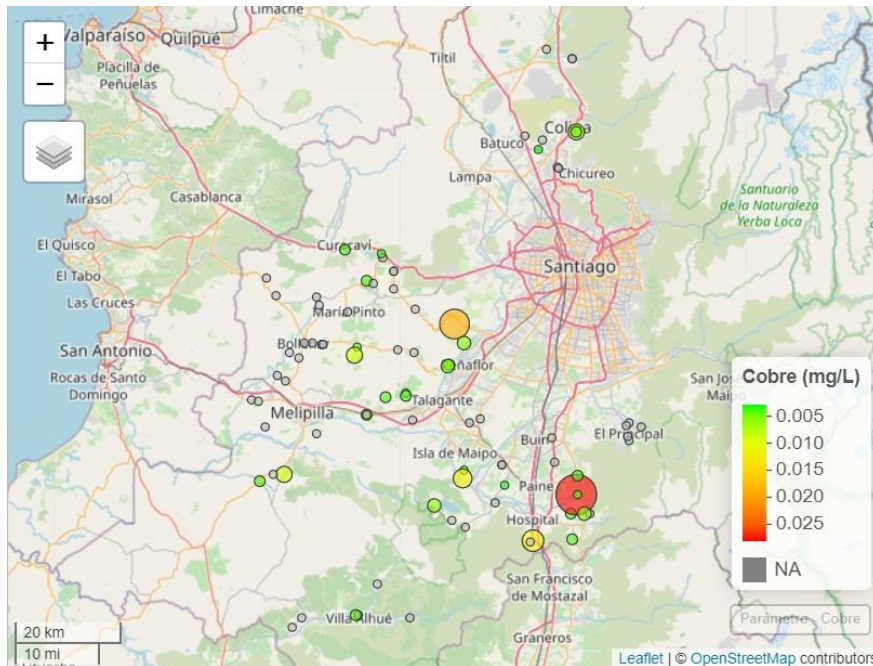 Limache
+
Valparaíso
Quilpué
−
Placilla de
Peñuelas
Tiltil
Colina
Batuco
Lampa
Chicureo
Casablanca
Mirasol
Santuario
de la Naturaleza
Yerba Loca
El Quisco
Curacaví
El Tabo
Santiago
Las Cruces
María Pinto
San Antonio
Peñaflor
Rocas de Santo
Domingo
San José
Maipo
Talagante
Melipilla
El Principal
Isla de Maipo
Buin
Paine
Hospital
San Francisco
de Mostazal
Villa Alhué
Graneros
Cobre (mg/L)
0.005
0.010
0.015
0.020
0.025
NA
Parámetro - Cobre
20 km
10 mi
Leaflet | © OpenStreetMap contributors